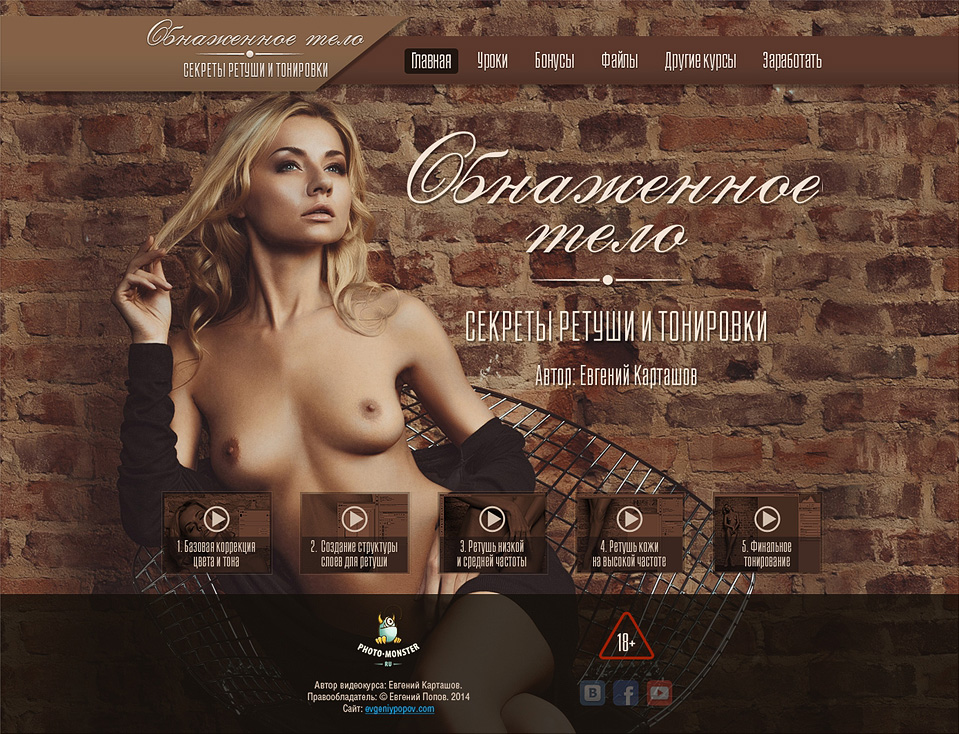 Обнаженное тело
СЕКРЕТЫ РЕТУШИ И ТОНИРОВКИ
Главная Уроки Бонусы Файлы Другие курсы Заработать
Обнаженное
тело
СЕКРЕТЫ РЕТУШИ И ТОНИРОВКИ
Автор: Евгений Карташов
1. Базовая коррекция
цвета и тона
2. Создание структуры
слоев для ретуши
3. Ретушь низкой
и средней частоты
4. Ретушь кожи
на высокой частоте
5. Финальное
тонирование
PHOTO-MONSTER
RU
18+
Автор видеокурса: Евгений Карташов.
Правообладатель: © Евгений Попов. 2014
Сайт: evgeniypopov.com
B f